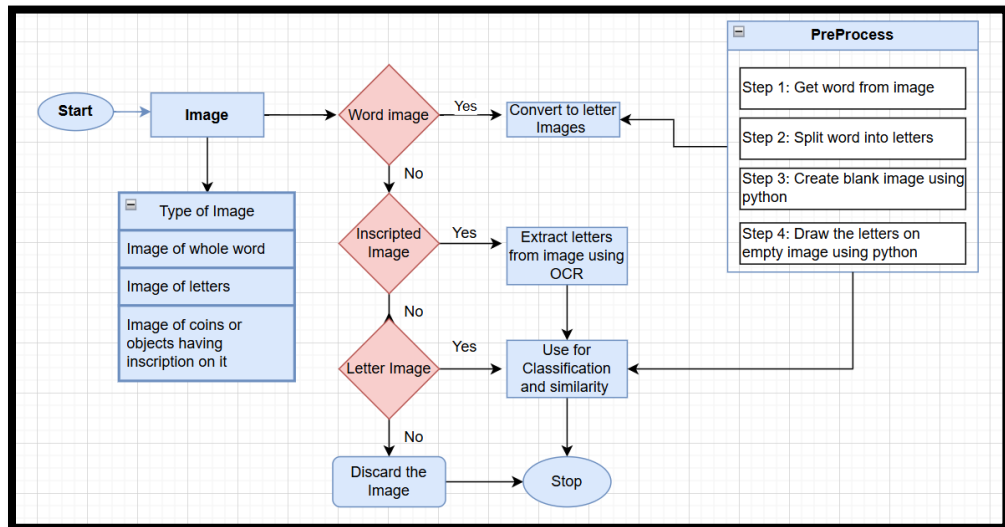 Start
Image
Word image
Yes
Convert to letter
Images
No
PreProcess
Step 1: Get word from image
Step 2: Split word into letters
Step 3: Create blank image using
python
Step 4: Draw the letters on
empty image using python
Type of Image
Image of whole word
Image of letters
Image of coins or
objects having
inscription on it
Inscripted
Image
Yes
Extract letters
from image using
OCR
No
Letter Image
Yes
Use for
Classification
and similarity
No
Discard the
Image
Stop